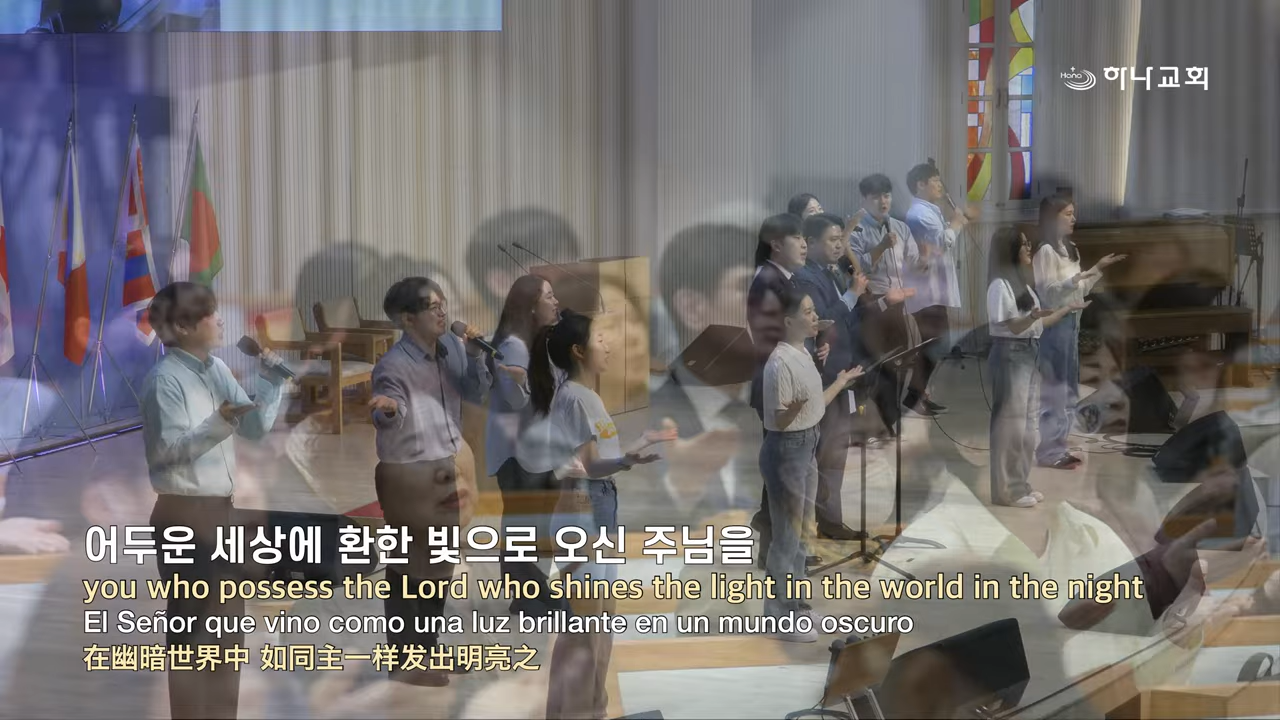 Hana 하나교회
어두운 세상에 환한 빛으로 오신 주님을
you who possess the Lord who shines the light in the world in the night
El Señor que vino como una luz brillante en un mundo oscuro
在幽暗世界中 如同主一样发出明亮之